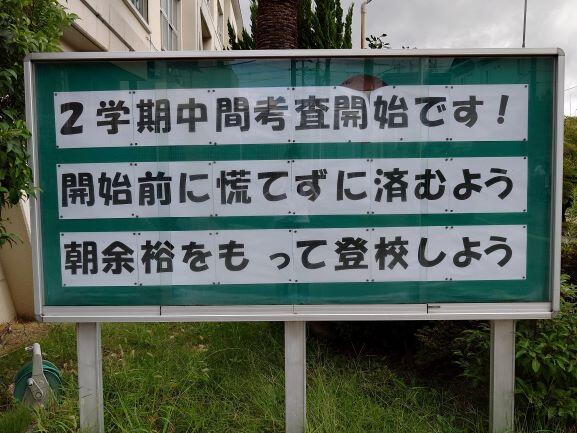 2学期中間考査開始です!
開始前に慌てずに済むよう
朝余裕をもって登校しよう